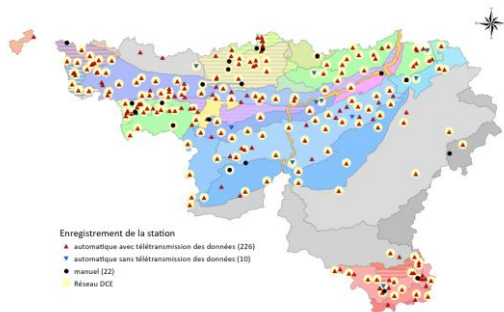 Enregistrement de la station
automatique avec télétransmission des données (226)
automatique sans télétransmission des données (10)
manuel (22)
Réseau DCE